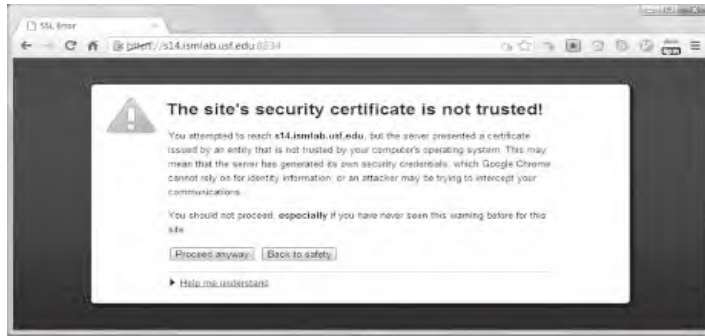 SSL Error
https://s14.ismlab.usf.edu:8834
The site's security certificate is not trusted!
You attempted to reach s14.ismlab.usf.edu, but the server presented a certificate
issued by an entity that is not trusted by your computer's operating system. This may
mean that the server has generated its own security credentials, which Google Chrome
cannot rely on for identity information, or an attacker may be trying to intercept your
communications.
You should not proceed, especially if you have never seen this warning before for this
site.
Proceed anyway
Back to safety
Help me understand